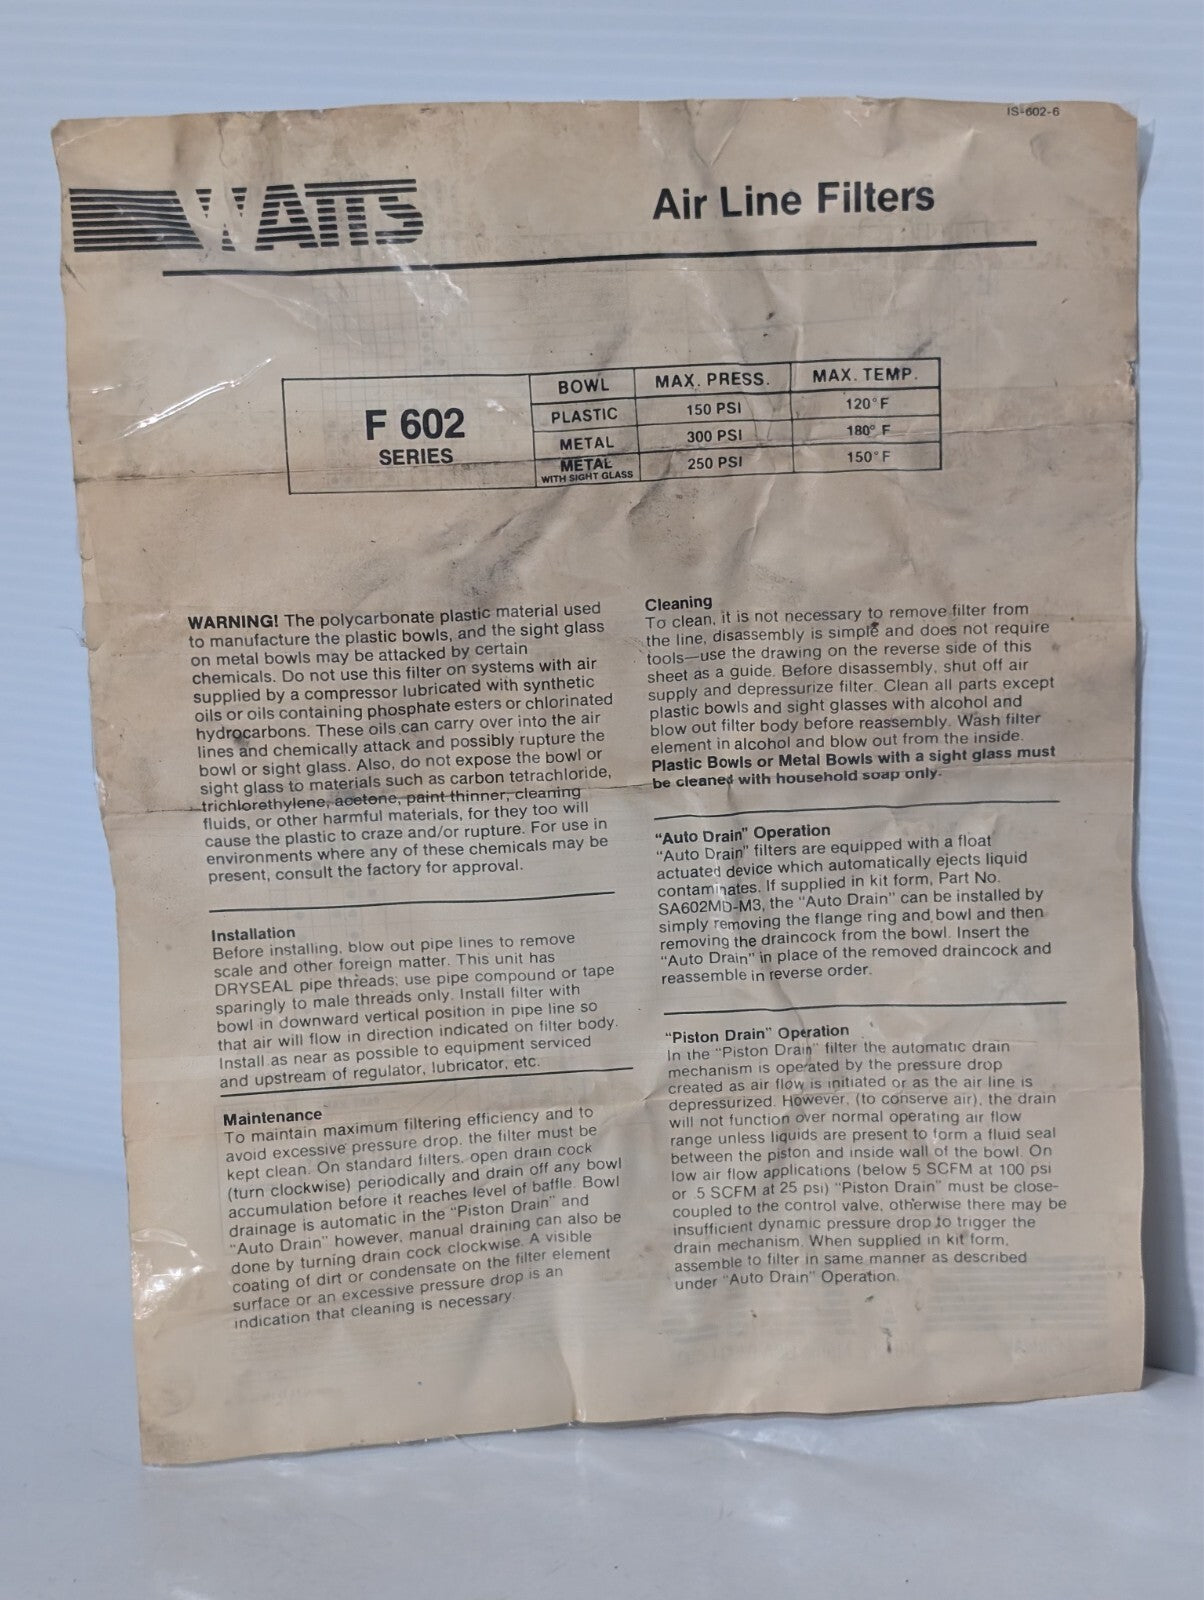 IS-602-6
WATTS
Air Line Filters
F 602
SERIES
BOWL MAX. PRESS. MAX. TEMP.
PLASTIC 150 PSI 120°F
METAL 300 PSI 180° F
METAL
WITH SIGHT GLASS 250 PSI 150°F
WARNING! The polycarbonate plastic material used
to manufacture the plastic bowls, and the sight glass
on metal bowls may be attacked by certain
chemicals. Do not use this filter on systems with air
supplied by a compressor lubricated with synthetic
oils or oils containing phosphate esters or chlorinated
hydrocarbons. These oils can carry over into the air
lines and chemically attack and possibly rupture the
bowl or sight glass. Also, do not expose the bowl or
sight glass to materials such as carbon tetrachloride,
trichlorethylene, acetone, paint thinner, cleaning
fluids, or other harmful materials, for they too will
cause the plastic to craze and/or rupture. For use in
environments where any of these chemicals may be
present, consult the factory for approval.
Installation
Before installing, blow out pipe lines to remove
scale and other foreign matter. This unit has
DRYSEAL pipe threads; use pipe compound or tape
sparingly to male threads only. Install filter with
bowl in downward vertical position in pipe line so
that air will flow in direction indicated on filter body.
Install as near as possible to equipment serviced
and upstream of regulator, lubricator, etc.
Maintenance
To maintain maximum filtering efficiency and to
avoid excessive pressure drop, the filter must be
kept clean. On standard filters, open drain cock
(turn clockwise) periodically and drain off any bowl
accumulation before it reaches level of baffle. Bowl
drainage is automatic in the "Piston Drain" and
"Auto Drain" however, manual draining can also be
done by turning drain cock clockwise. A visible
coating of dirt or condensate on the filter element
surface or an excessive pressure drop is an
indication that cleaning is necessary.
Cleaning
To clean, it is not necessary to remove filter from
the line, disassembly is simple and does not require
tools—use the drawing on the reverse side of this
sheet as a guide. Before disassembly, shut off air
supply and depressurize filter. Clean all parts except
plastic bowls and sight glasses with alcohol and
blow out filter body before reassembly. Wash filter
element in alcohol and blow out from the inside.
Plastic Bowls or Metal Bowls with a sight glass must
be cleaned with household soap only.
"Auto Drain" Operation
"Auto Drain" filters are equipped with a float
actuated device which automatically ejects liquid
contaminates. If supplied in kit form, Part No.
SA602MD-M3, the "Auto Drain" can be installed by
simply removing the flange ring and bowl and then
removing the draincock from the bowl. Insert the
"Auto Drain" in place of the removed draincock and
reassemble in reverse order.
"Piston Drain" Operation
In the "Piston Drain" filter the automatic drain
mechanism is operated by the pressure drop
created as air flow is initiated or as the air line is
depressurized. However, (to conserve air), the drain
will not function over normal operating air flow
range unless liquids are present to form a fluid seal
between the piston and inside wall of the bowl. On
low air flow applications (below 5 SCFM at 100 psi
or .5 SCFM at 25 psi) "Piston Drain" must be close-
coupled to the control valve, otherwise there may be
insufficient dynamic pressure drop to trigger the
drain mechanism. When supplied in kit form,
assemble to filter in same manner as described
under "Auto Drain" Operation.